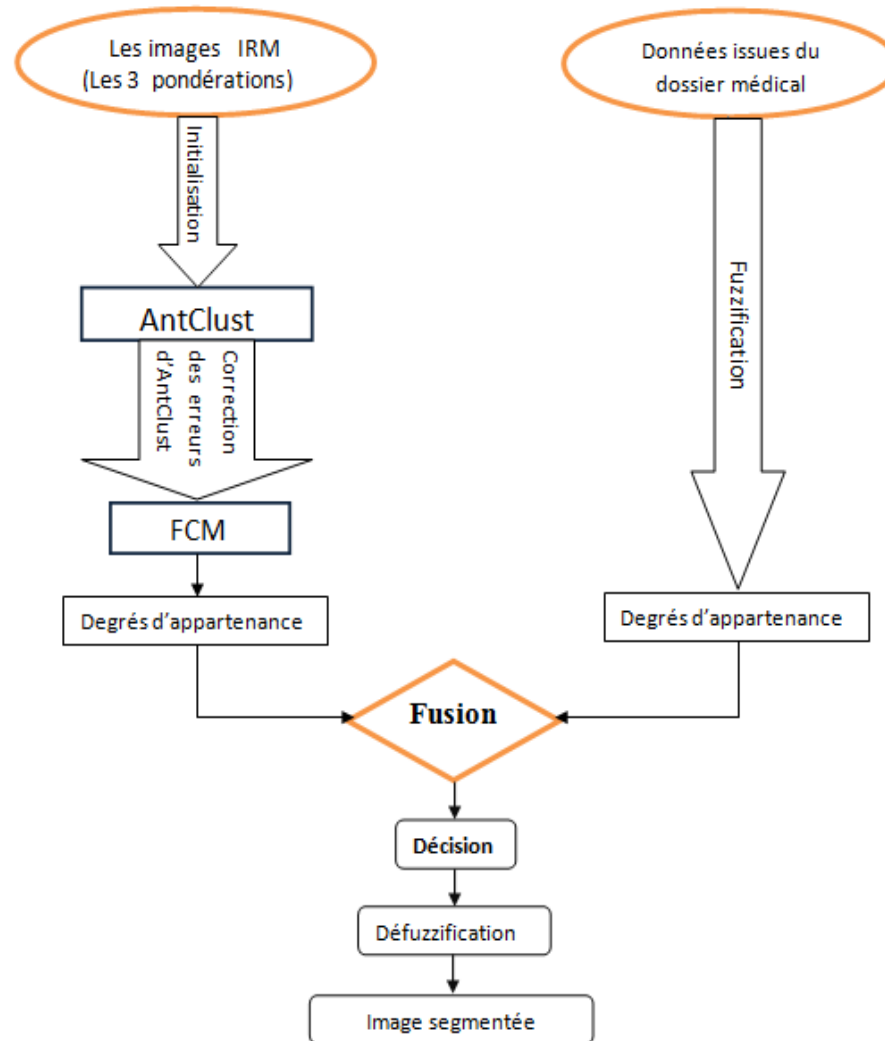 Les images IRM
(Les 3 pondérations)
Données issues du
dossier médical
Initialisation
Fuzzification
AntClust
Correction
des erreurs
d'AntClust
FCM
Degrés d'appartenance
Degrés d'appartenance
Fusion
Décision
Défuzzification
Image segmentée